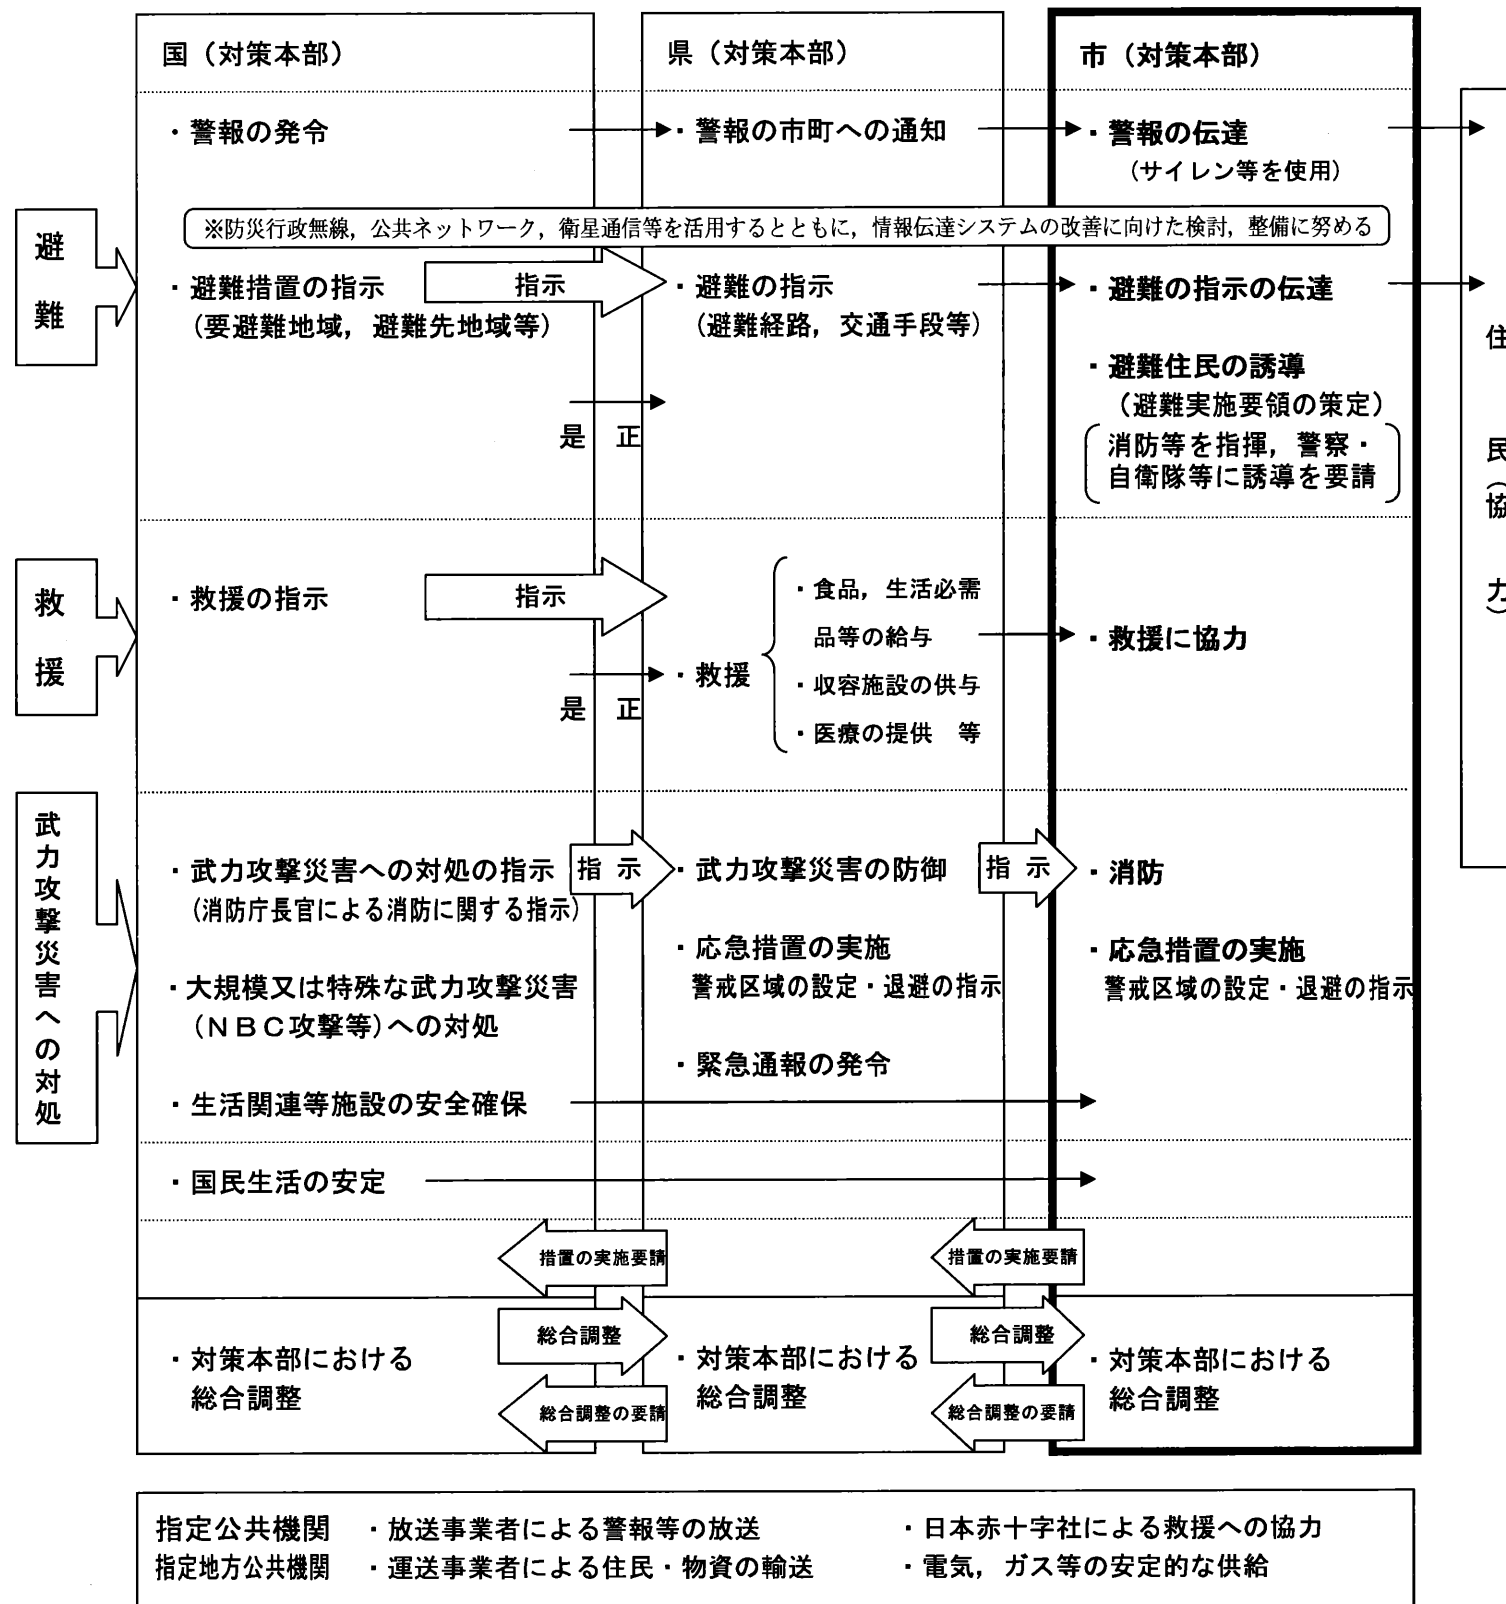 国（対策本部）
県（対策本部）
市（対策本部）
避難
・警報の発令
・警報の市町への通知
・警報の伝達
（サイレン等を使用）
※防災行政無線，公共ネットワーク，衛星通信等を活用するとともに，情報伝達システムの改善に向けた検討，整備に努める
・避難措置の指示
（要避難地域，避難先地域等）
指示
・避難の指示
（避難経路，交通手段等）
・避難の指示の伝達
是　正
・避難住民の誘導
（避難実施要領の策定）
消防等を指揮，警察・
自衛隊等に誘導を要請
住民（協力）
救援
・救援の指示
指示
是　正
・救援
・食品，生活必需
品等の給与
・収容施設の供与
・医療の提供　等
・救援に協力
武力攻撃災害への対処
・武力攻撃災害への対処の指示
（消防庁長官による消防に関する指示）
指　示
・武力攻撃災害の防御
指　示
・消防
・大規模又は特殊な武力攻撃災害
（ＮＢＣ攻撃等）への対処
・応急措置の実施
警戒区域の設定・退避の指示
・応急措置の実施
警戒区域の設定・退避の指示
・緊急通報の発令
・生活関連等施設の安全確保
・国民生活の安定
措置の実施要請
措置の実施要請
・対策本部における
総合調整
総合調整
総合調整の要請
・対策本部における
総合調整
総合調整
総合調整の要請
・対策本部における
総合調整
指定公共機関
指定地方公共機関
・放送事業者による警報等の放送
・運送事業者による住民・物資の輸送
・日本赤十字社による救援への協力
・電気，ガス等の安定的な供給